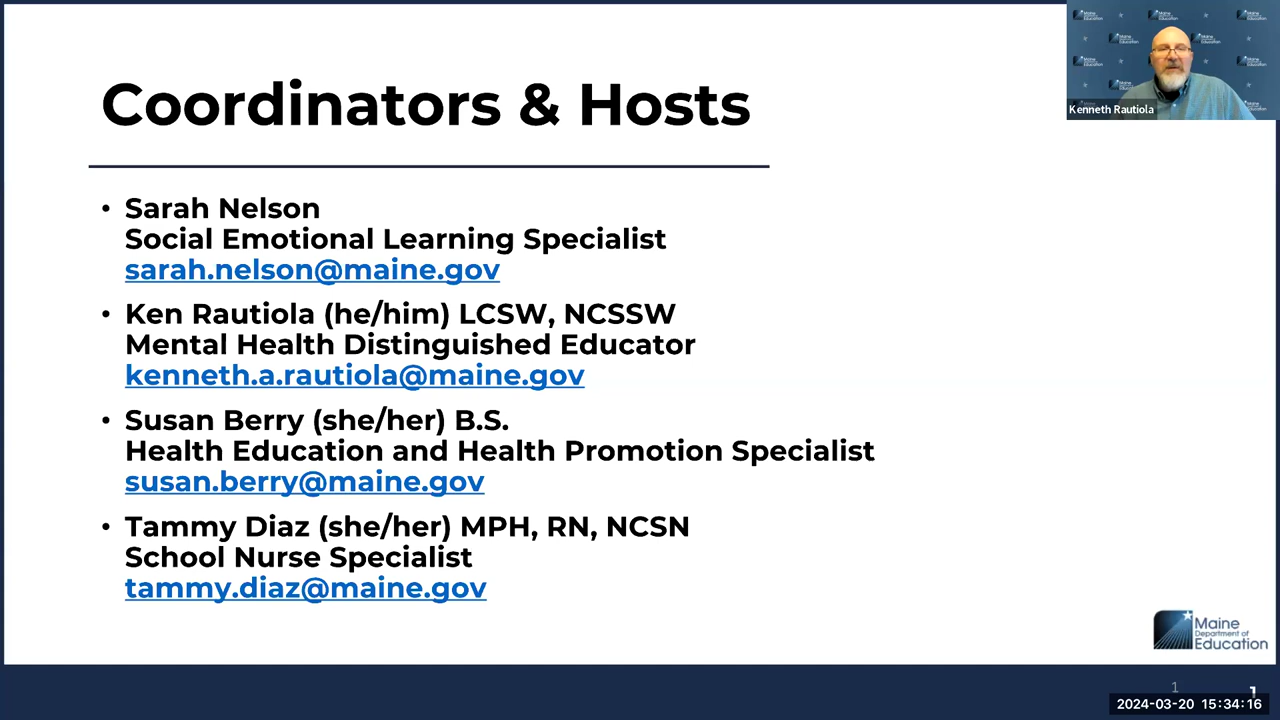 Coordinators & Hosts
• Sarah Nelson
Social Emotional Learning Specialist
sarah.nelson@maine.gov
• Ken Rautiola (he/him) LCSW, NCSSW
Mental Health Distinguished Educator
kenneth.a.rautiola@maine.gov
• Susan Berry (she/her) B.S.
Health Education and Health Promotion Specialist
susan.berry@maine.gov
• Tammy Diaz (she/her) MPH, RN, NCSN
School Nurse Specialist
tammy.diaz@maine.gov
Kenneth Rautiola
Maine
Department of
Education
1
1
2024-03-20 15:34:16